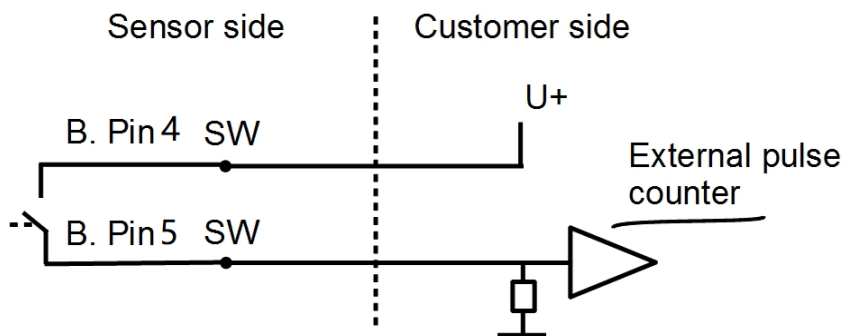 Sensor side
Customer side
U+
B. Pin 4 SW
External pulse
counter
B. Pin 5 SW